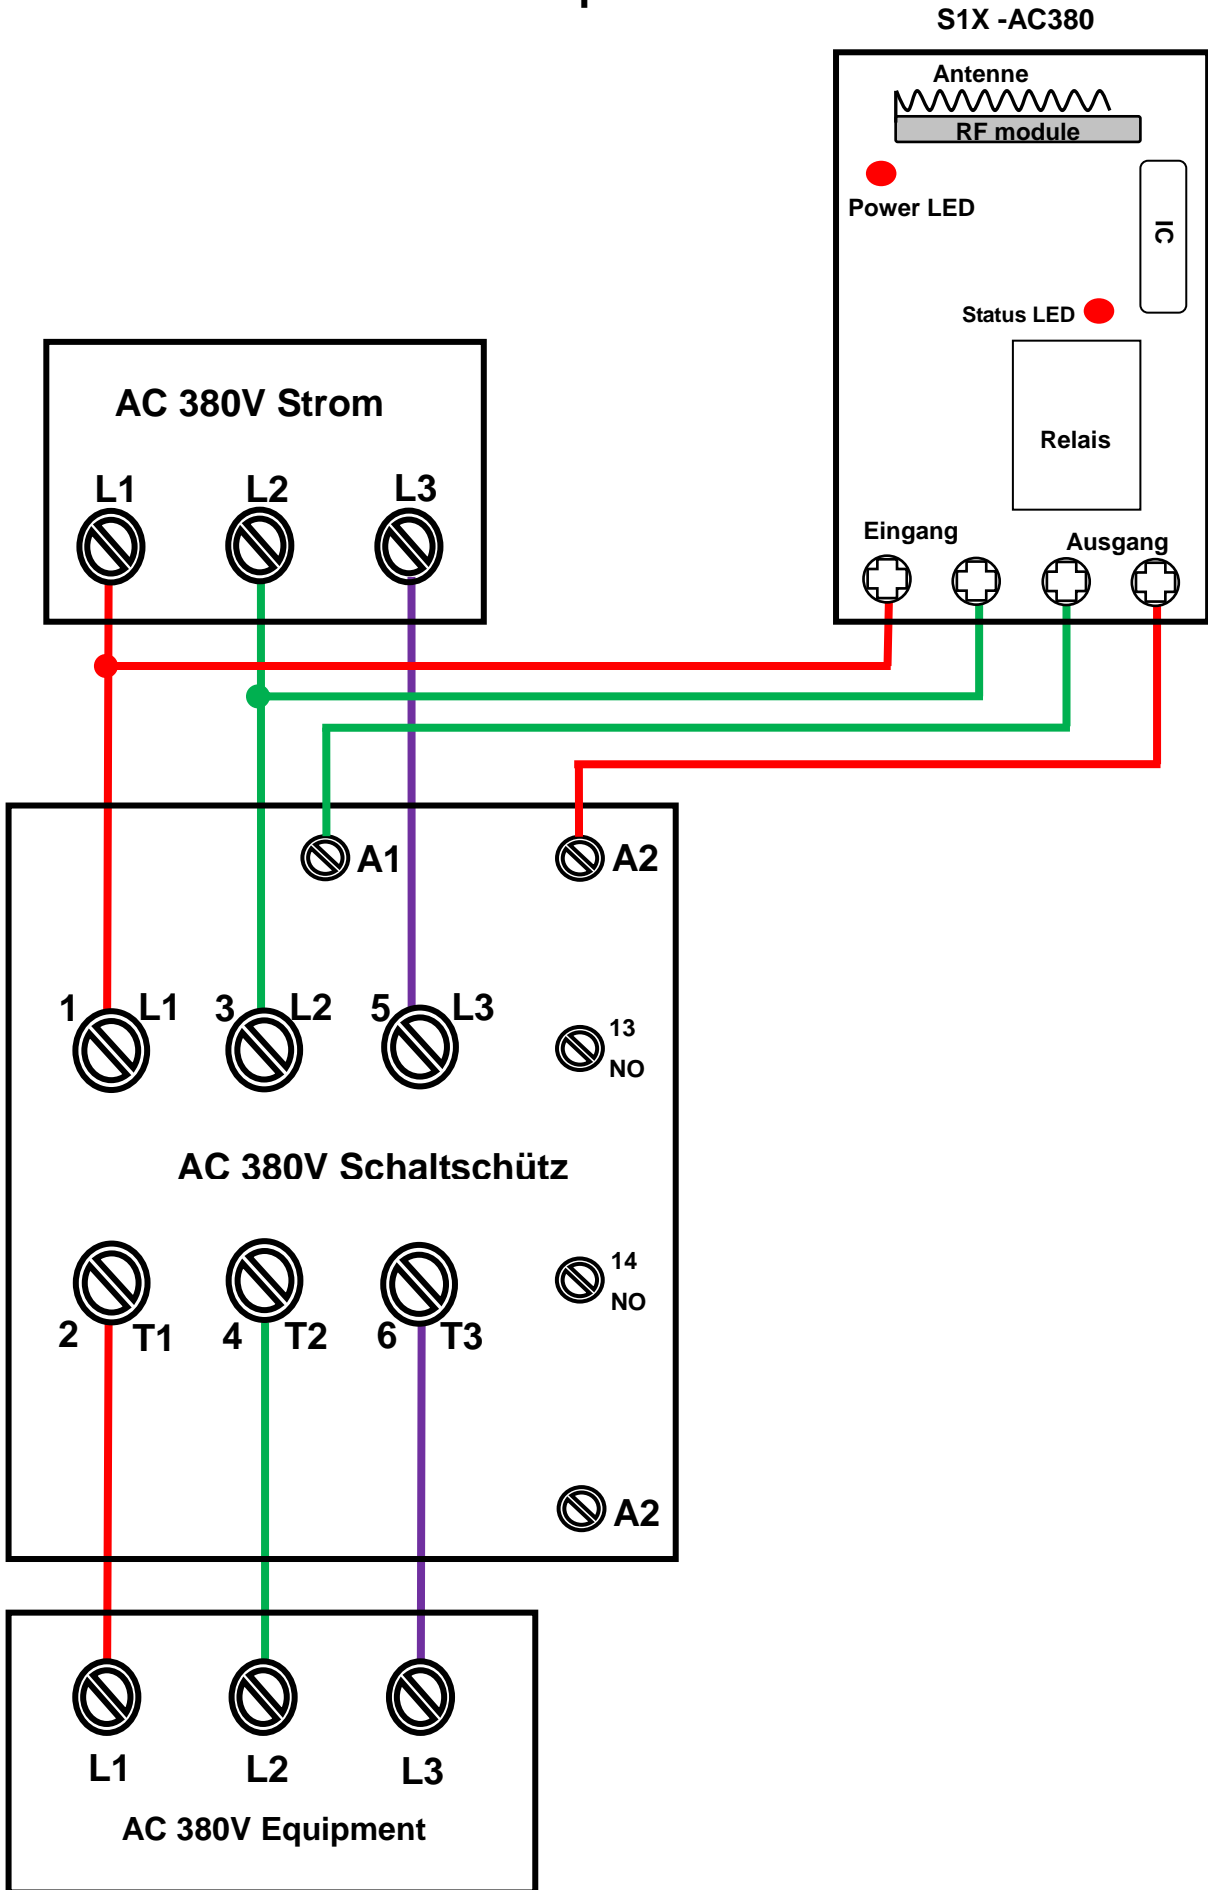 S1X -AC380
Antenne
RF module
Power LED
IC
Status LED
Relais
Eingang
Ausgang
AC 380V Strom
L1 L2 L3
A1 A2
1 L1 3 L2 5 L3 13
NO
AC 380V Schaltschütz
14
NO
2 T1 4 T2 6 T3
A2
L1 L2 L3
AC 380V Equipment